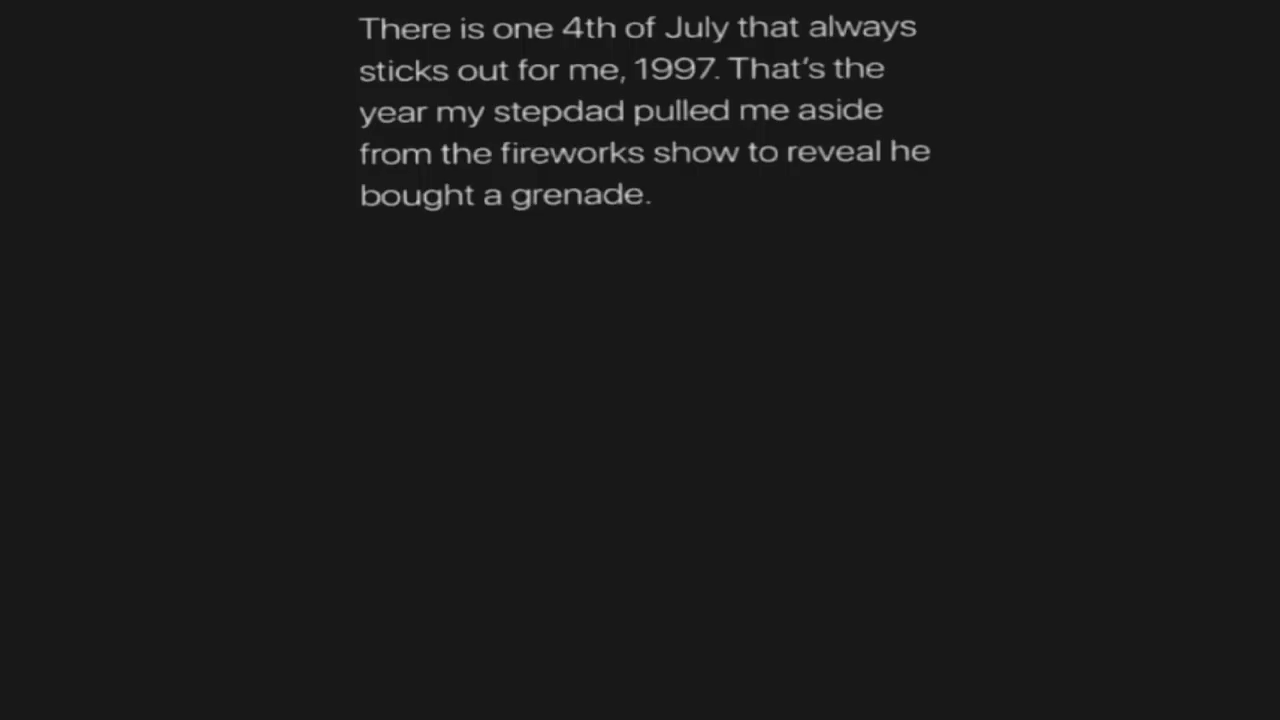 There is one 4th of July that always
sticks out for me, 1997. That's the
year my stepdad pulled me aside
from the fireworks show to reveal he
bought a grenade.